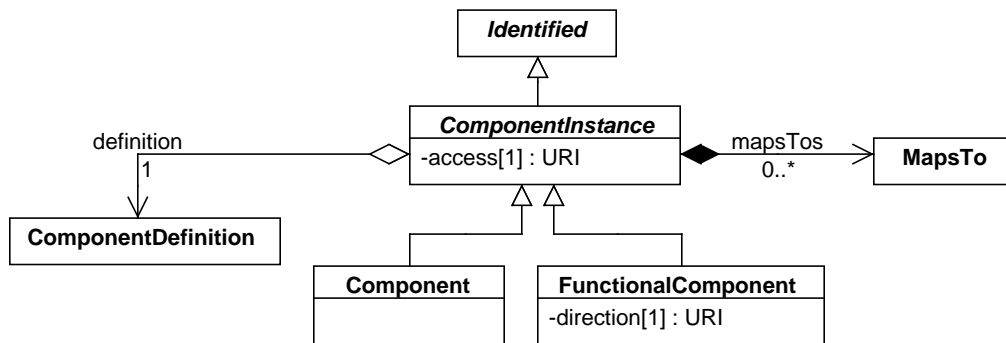 Identified
ComponentInstance
-access[1] : URI
definition
1
mapsTos
0..*
MapsTo
ComponentDefinition
Component
FunctionalComponent
-direction[1] : URI